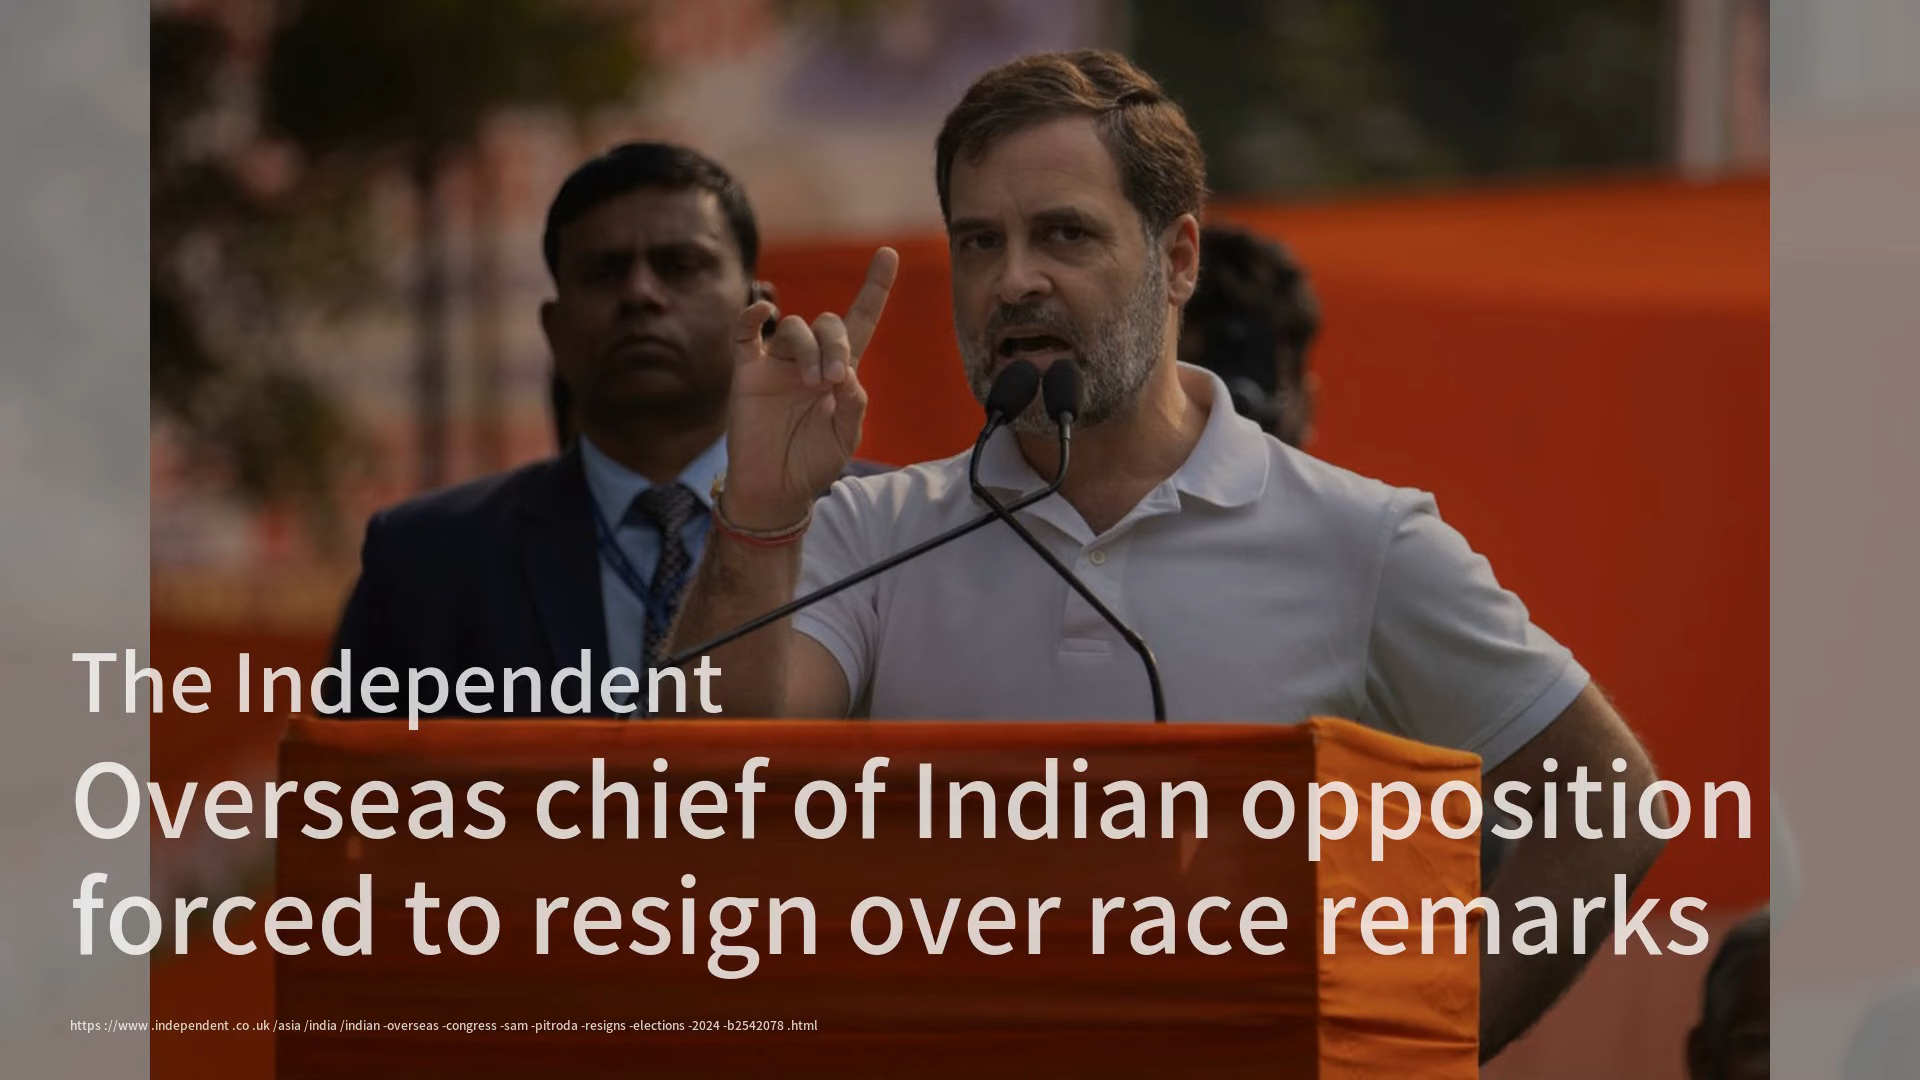 The Independent
Overseas chief of Indian opposition
forced to resign over race remarks
https ://www .independent .co .uk /asia /india /indian -overseas -congress -sam -pitroda -resigns -elections -2024 -b2542078 .html